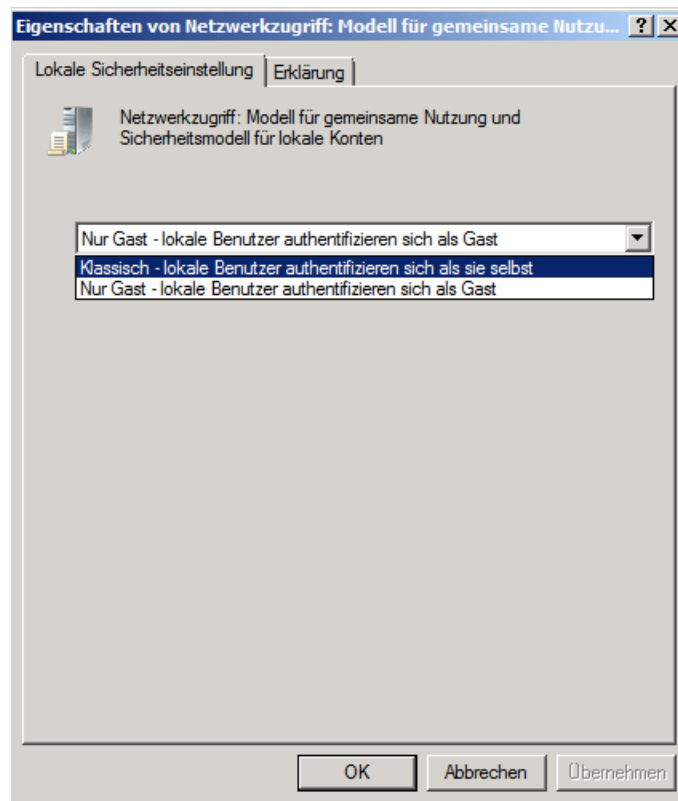 Eigenschaften von Netzwerkzugriff: Modell für gemeinsame Nutzu...
Lokale Sicherheitseinstellung
Erklärung
Netzwerkzugriff: Modell für gemeinsame Nutzung und
Sicherheitsmodell für lokale Konten
Nur Gast - lokale Benutzer authentifizieren sich als Gast
Klassisch - lokale Benutzer authentifizieren sich als sie selbst
Nur Gast - lokale Benutzer authentifizieren sich als Gast
OK
Abbrechen
Übernehmen